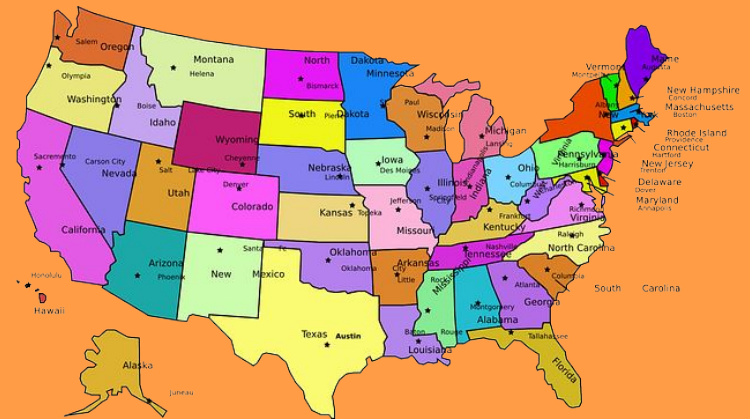 Salem Oregon
Olympia
Washington
Montana
Helena
Boise
Idaho
Wyoming
Cheyenne
North Dakota
Bismarck
South Pierre Dakota
Minnesota
Paul
Wisconsin
Madison
Michigan
Lansing
Sacramento
Carson City
Nevada
California
Salt Lake City
Utah
Denver
Colorado
Nebraska
Lincoln
Iowa
Des Moines
Kansas
Topeka
Jefferson City
Missouri
Illinois
Springfield
Indianapolis
Indiana
Ohio
Columbus
Kentucky
Frankfort
Nashville
Tennessee
West
Virginia
Richmond
Virginia
Pennsylvania
Harrisburg
Arizona
Phoenix
New Mexico
Santa Fe
Oklahoma
Oklahoma City
Arkansas
Little Rock
Texas Austin
Mississippi
Baton Rouge
Louisiana
Montgomery
Alabama
Atlanta
Georgia
Columbia
South Carolina
Raleigh
North Carolina
Tallahassee
Florida
Honolulu
Hawaii
Alaska
Juneau
Maine
Augusta
Vermont
Montpelier
New Hampshire
Concord
Massachusetts
Boston
New
Rhode Island
Providence
Connecticut
Hartford
New Jersey
Trenton
Delaware
Dover
Maryland
Annapolis